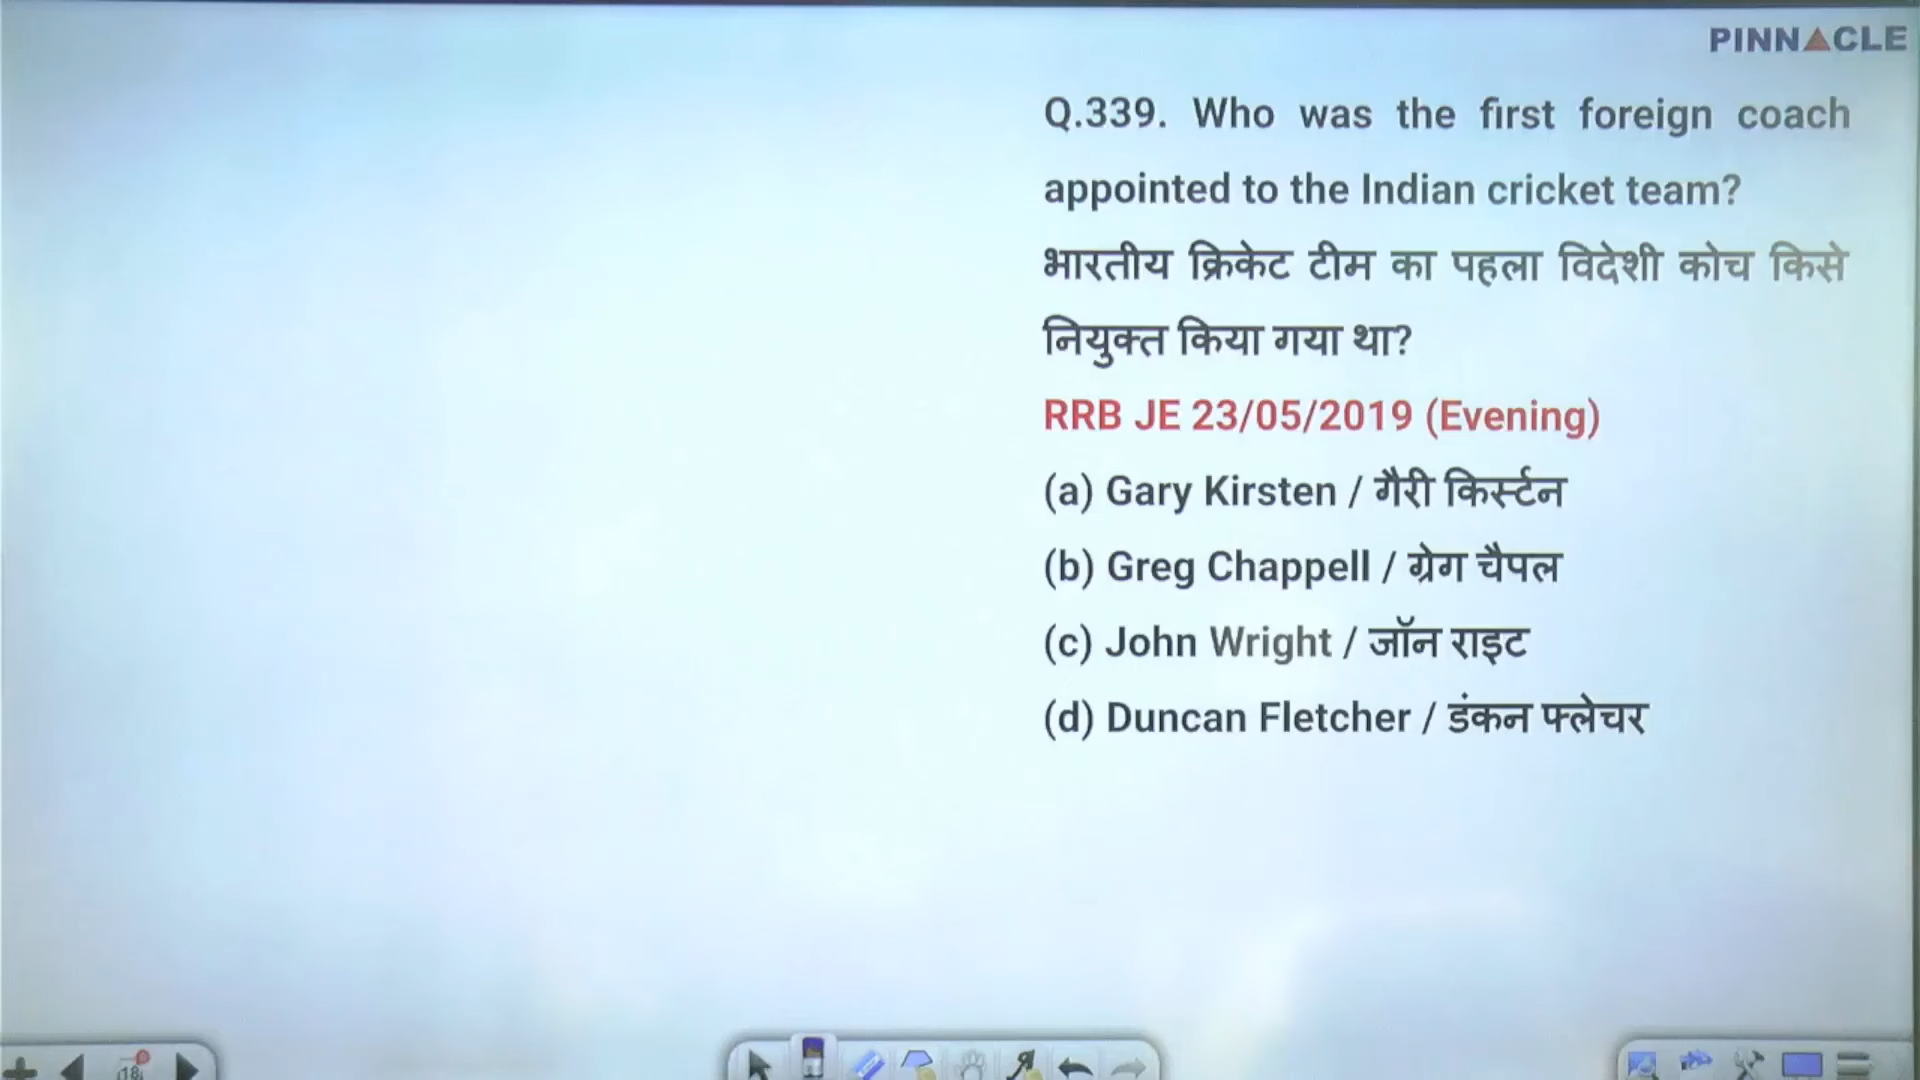 PINNACLE
Q.339. Who was the first foreign coach
appointed to the Indian cricket team?
भारतीय क्रिकेट टीम का पहला विदेशी कोच किसे
नियुक्त किया गया था?
RRB JE 23/05/2019 (Evening)
(a) Gary Kirsten / गैरी किर्स्टन
(b) Greg Chappell / ग्रेग चैपल
(c) John Wright / जॉन राइट
(d) Duncan Fletcher / डंकन फ्लेचर